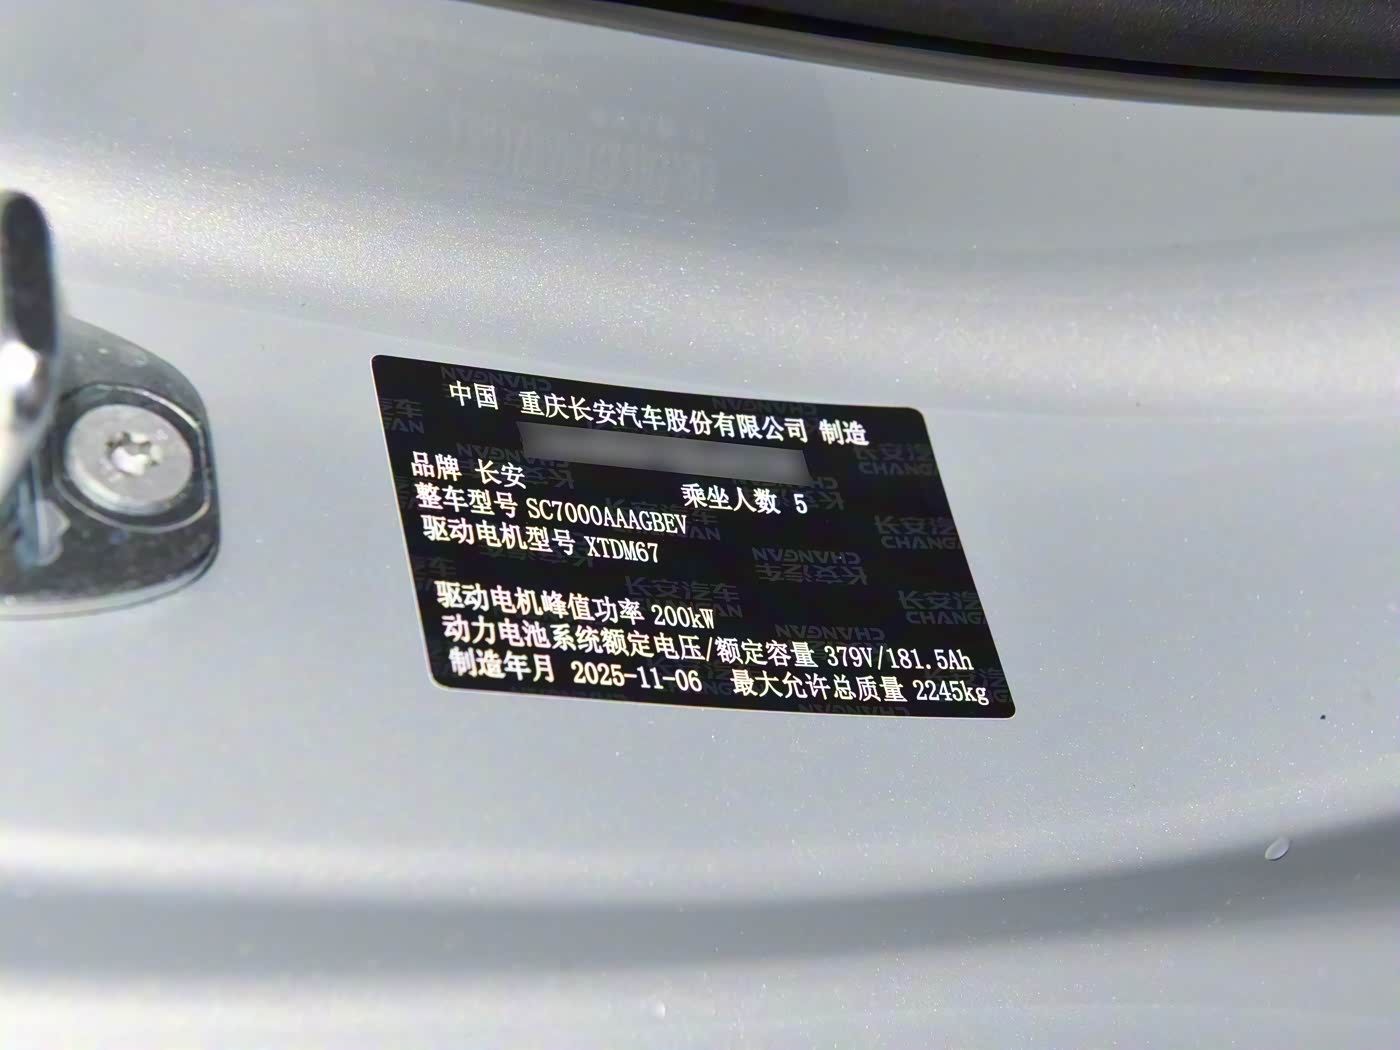 中国 重庆长安汽车股份有限公司 制造
品牌 长安
乘坐人数 5
整车型号 SC7000AAAGBEV
驱动电机型号 XTDM67
驱动电机峰值功率 200kW
动力电池系统额定电压/额定容量 379V/181.5Ah
制造年月 2025-11-06 最大允许总质量 2245kg